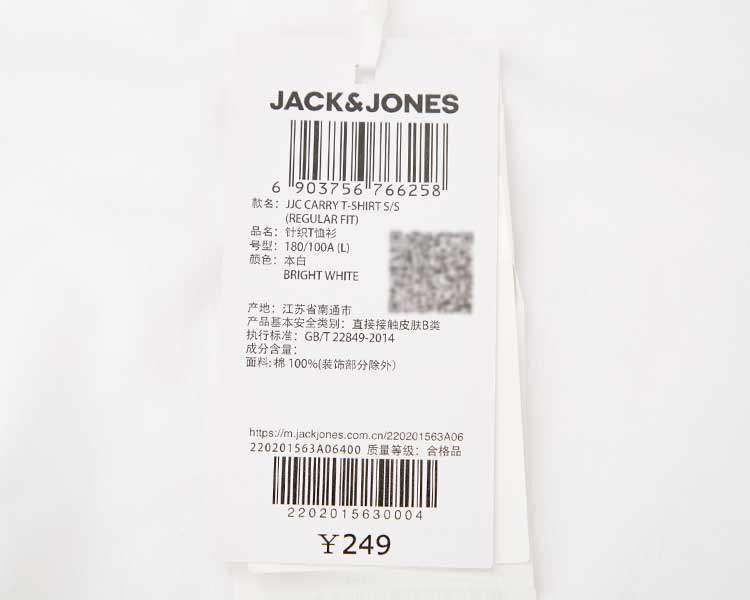 JACK&JONES
6 903756 766258
款名: JJC CARRY T-SHIRT S/S
(REGULAR FIT)
品名: 针织T恤衫
号型: 180/100A (L)
颜色: 本白
BRIGHT WHITE
产地: 江苏省南通市
产品基本安全类别: 直接接触皮肤B类
执行标准: GB/T 22849-2014
成分含量:
面料: 棉 100%(装饰部分除外)
https://m.jackjones.com.cn/220201563A06
220201563A06400 质量等级: 合格品
2202015630004
￥249